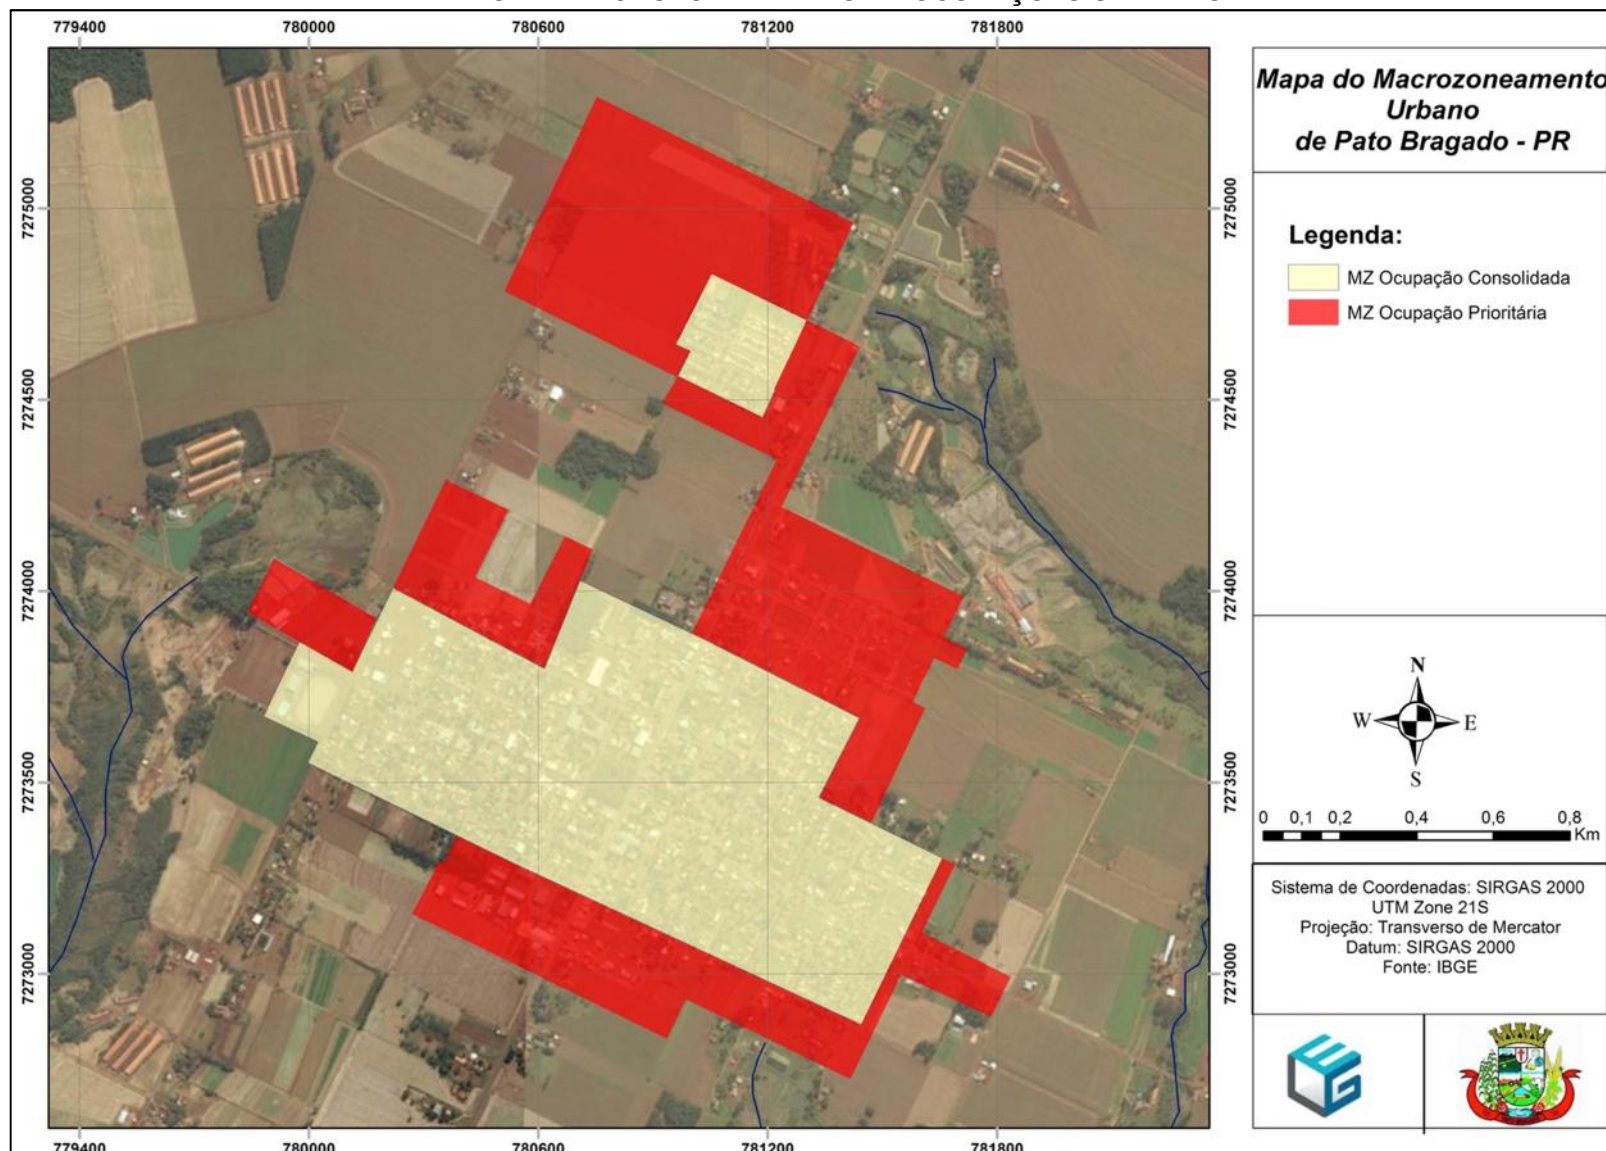 779400 780000 780600 781200 781800
Mapa do Macrozoneamento
Urbano
de Pato Bragado - PR
7275000 7275000
Legenda:
MZ Ocupação Consolidada
MZ Ocupação Prioritária
7274500 7274500
7274000 7274000
N
W E
S
7273500 7273500
0 0,1 0,2 0,4 0,6 0,8
Km
Sistema de Coordenadas: SIRGAS 2000
UTM Zone 21S
Projeção: Transverso de Mercator
Datum: SIRGAS 2000
Fonte: IBGE
7273000 7273000
779400 780000 780600 781200 781800